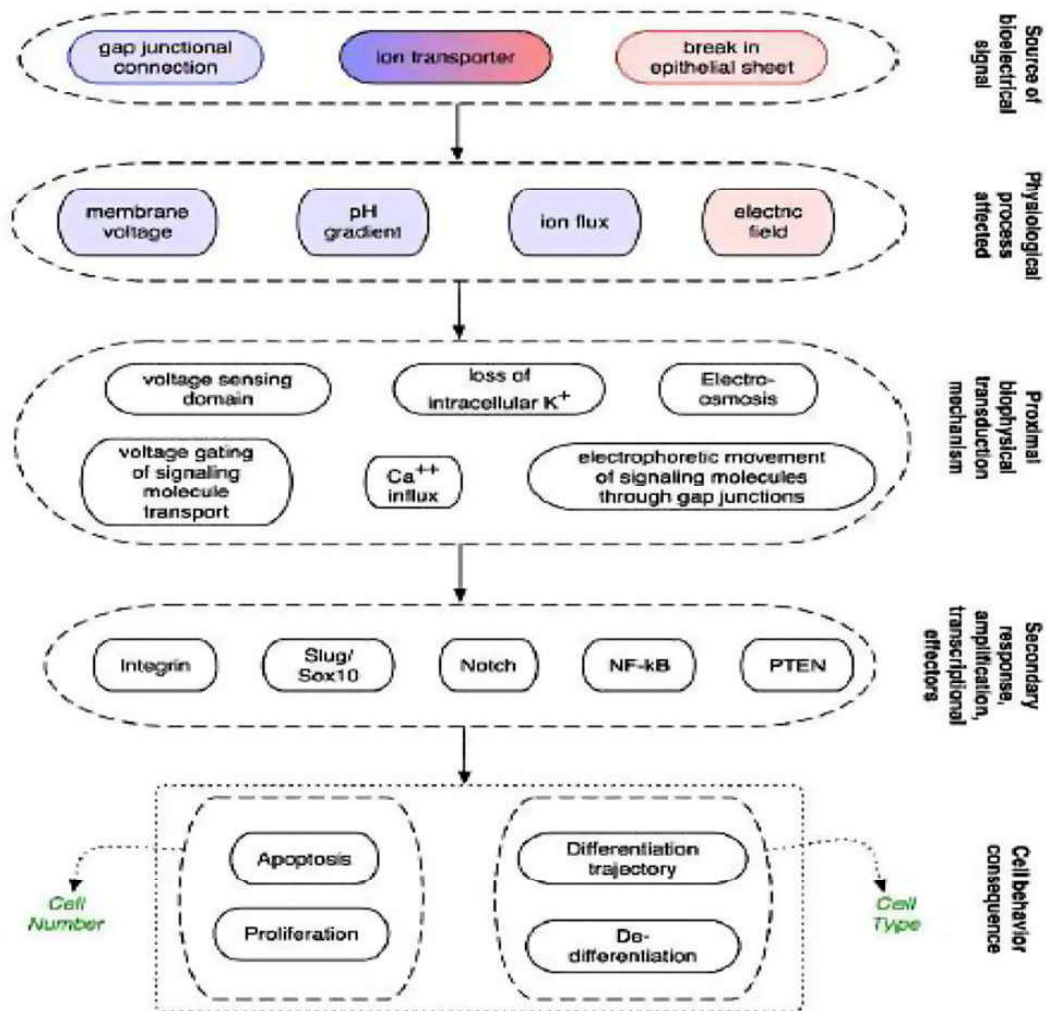 gap junctional
connection
ion transporter
break in
epithelial sheet
Source of
bioelectrical
signal
membrane
voltage
pH
gradient
ion flux
electric
field
Physiological
process
affected
voltage sensing
domain
loss of
intracellular K+
Electro-
osmosis
voltage gating
of signaling
molecule
transport
Ca++
influx
electrophoretic movement
of signaling molecules
through gap junctions
Proximal
biophysical
transduction
mechanism
Integrin
Slug/
Sox10
Notch
NF-kB
PTEN
Secondary
response,
amplification,
transcriptional
effectors
Apoptosis
Proliferation
Differentiation
trajectory
De-
differentiation
Cell
Number
Cell
Type
Cell behavior
consequence